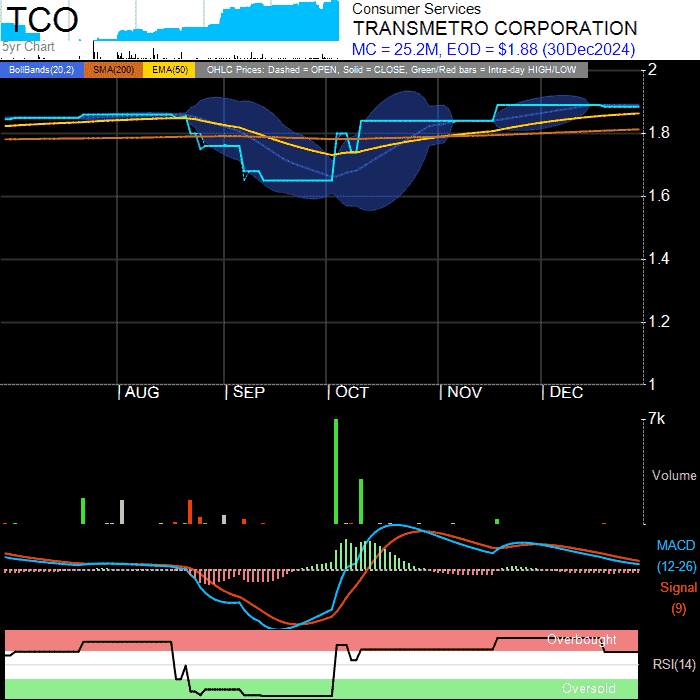 TCO
5yr Chart
Consumer Services
TRANSMETRO CORPORATION
MC = 25.2M, EOD = $1.88 (30Dec2024)
BollBands(20,2) SMA(200) EMA(50) OHLC Prices: Dashed = OPEN, Solid = CLOSE, Green/Red bars = Intra-day HIGH/LOW
2
1.8
1.6
1.4
1.2
1
AUG SEP OCT NOV DEC
7k
Volume
MACD
(12-26)
Signal
(9)
Overbought
RSI(14)
Oversold